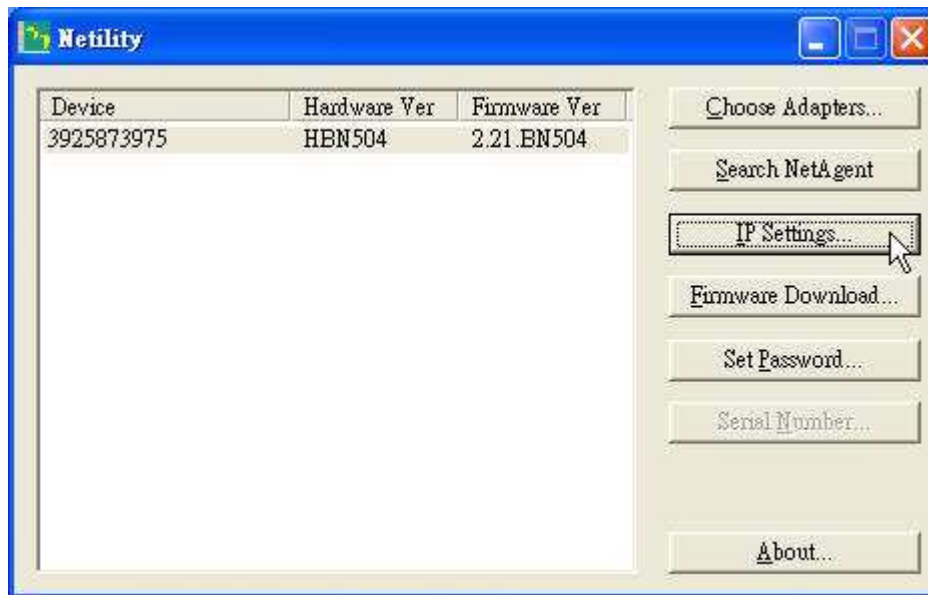 Netility
Device Hardware Ver Firmware Ver
3925873975 HBN504 2.21.BN504
Choose Adapters...
Search NetAgent
IP Settings...
Firmware Download...
Set Password...
Serial Number...
About...